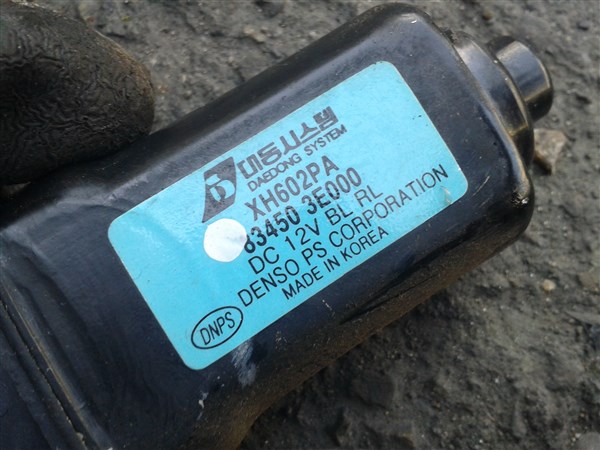 대동시스템
DAEDONG SYSTEM
XH602PA
83450 3E000
DC 12V BL RL
DENSO PS CORPORATION
MADE IN KOREA
DNPS